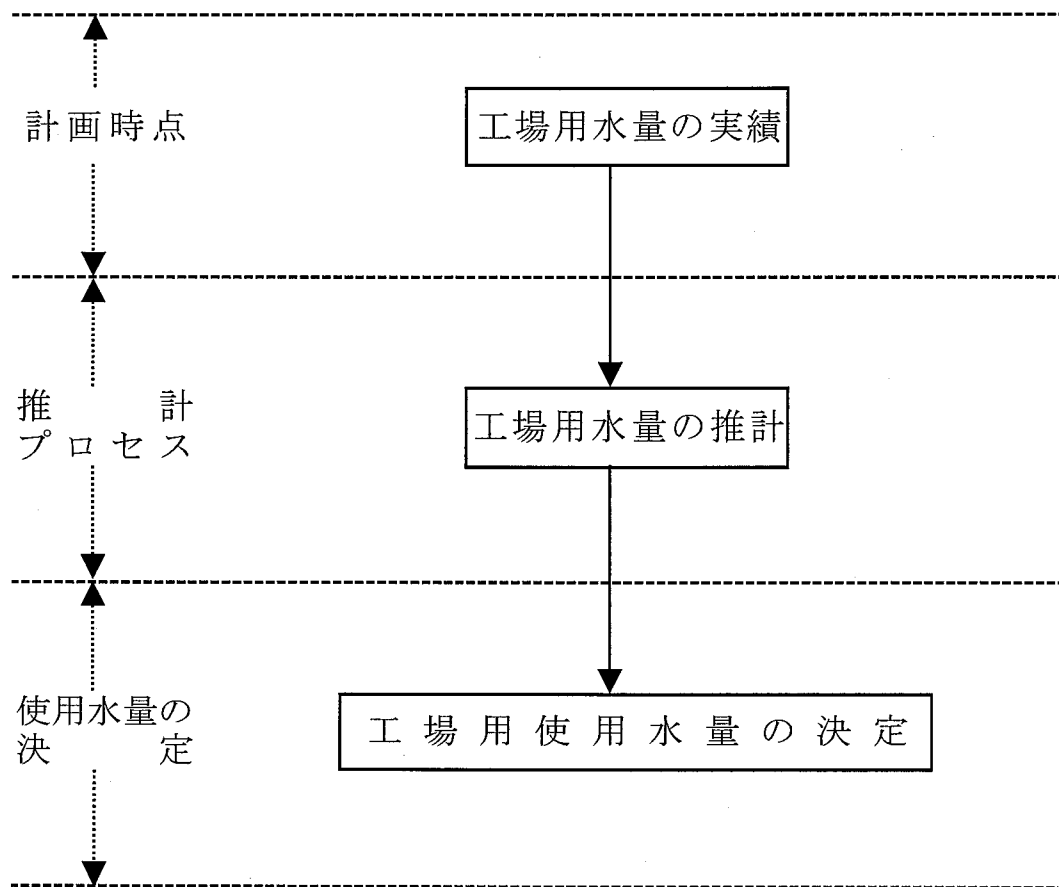 計画時点
工場用水量の実績
推計
プロセス
工場用水量の推計
使用水量の
決定
工場用使用水量の決定